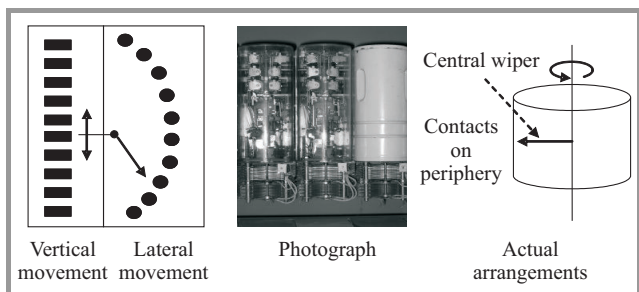 Central wiper
Contacts
on
periphery
Vertical
movement
Lateral
movement
Photograph
Actual
arrangements